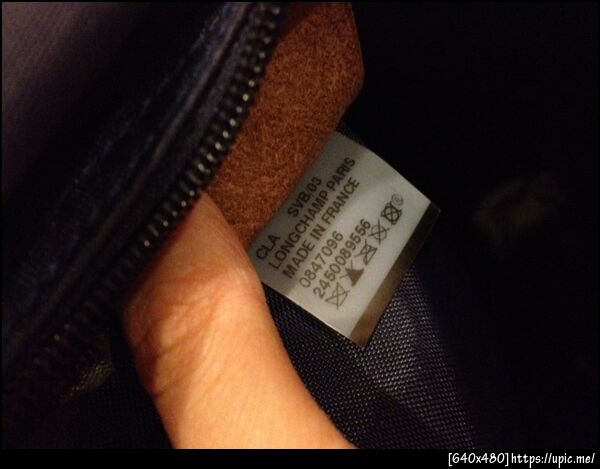 CLA SVB/03
LONGCHAMP PARIS
MADE IN FRANCE
0847096
2450089556
[640x480]https://upic.me/